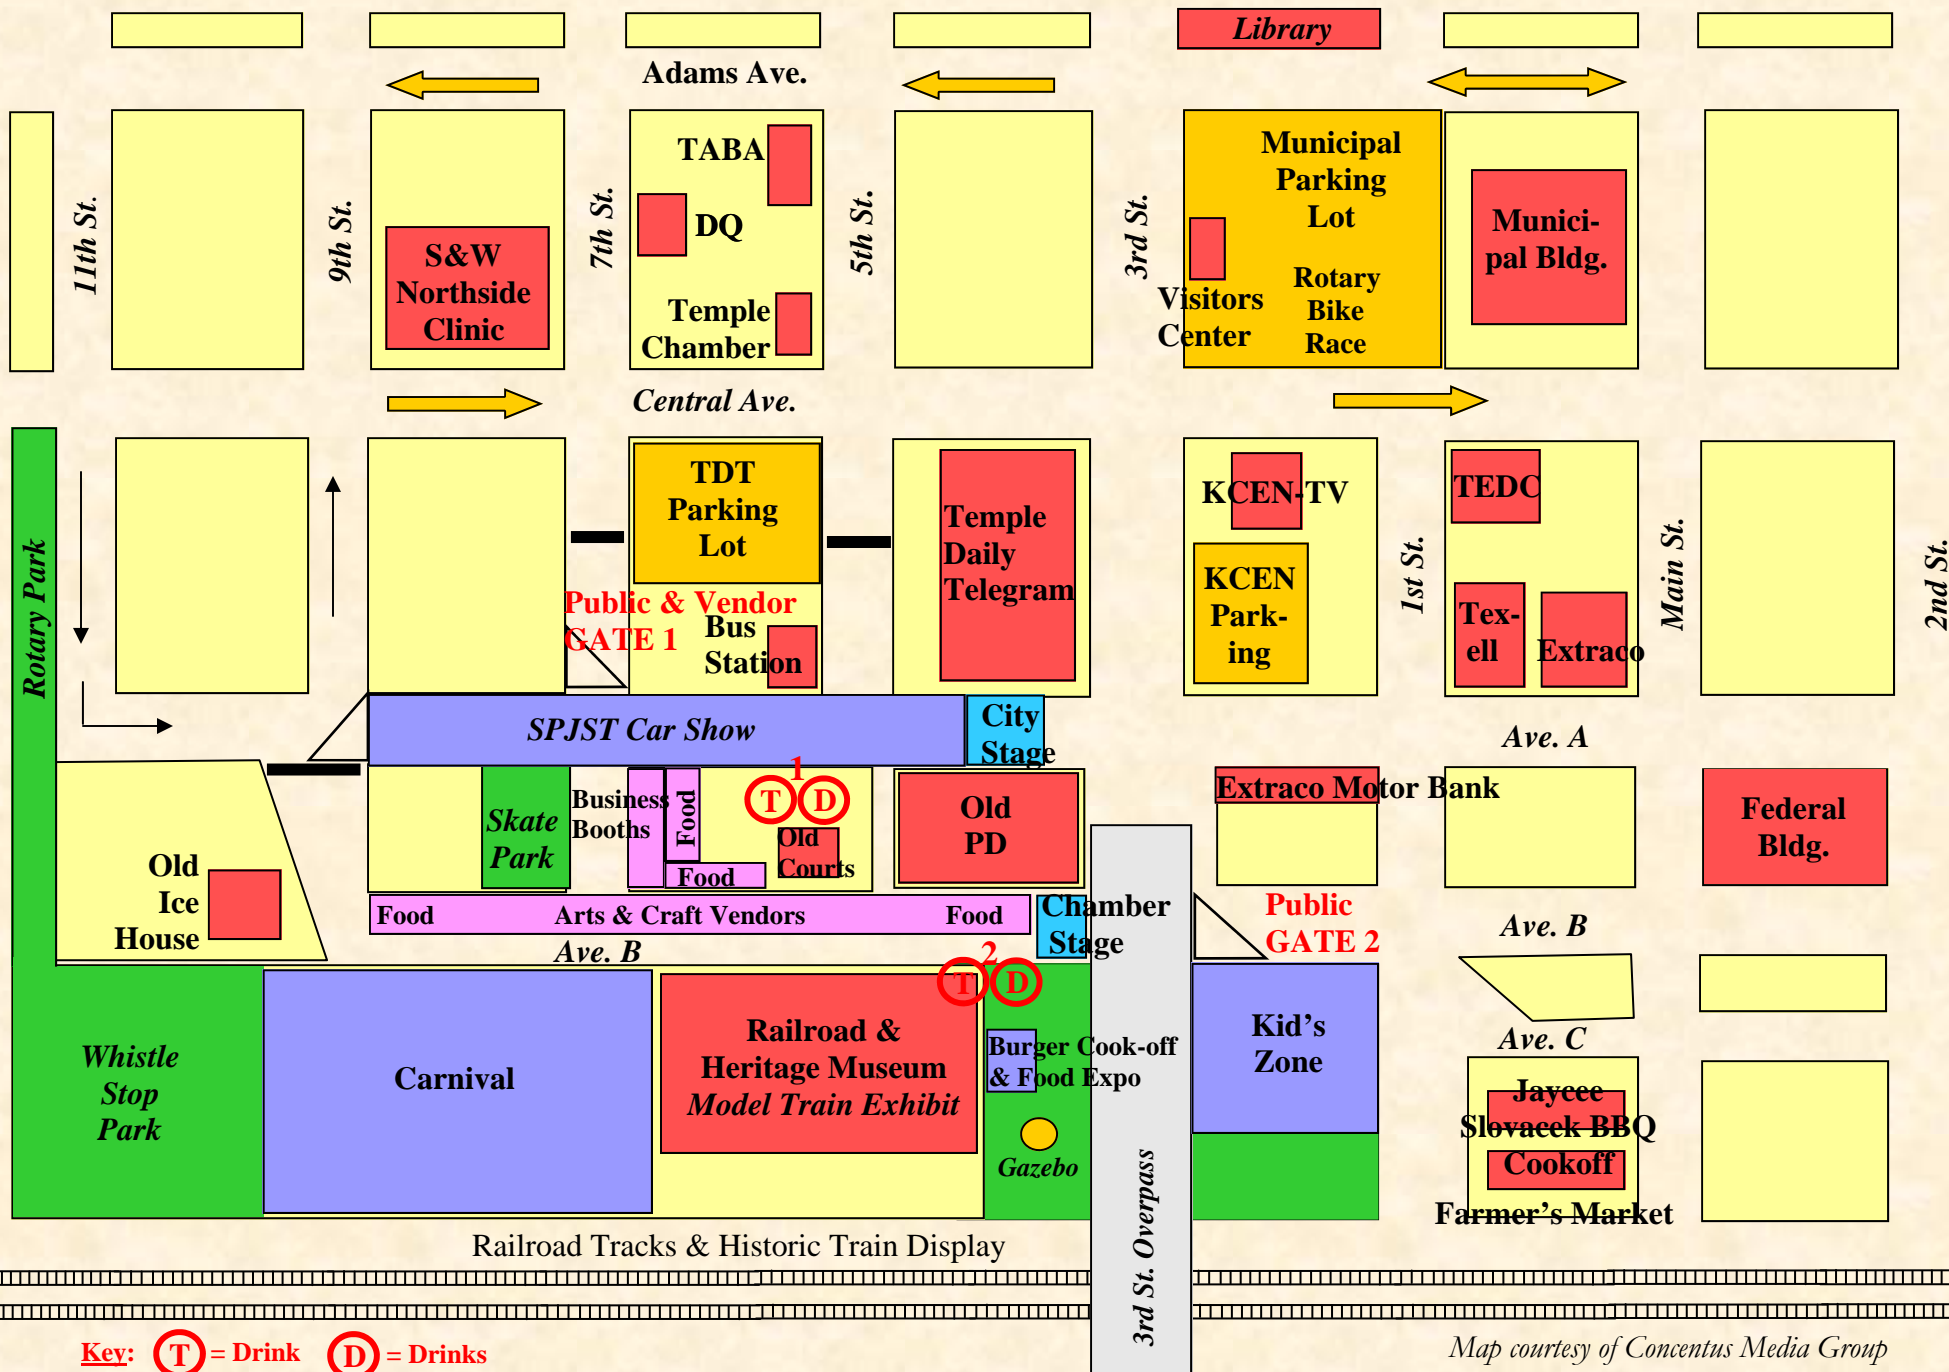 Library
Adams Ave.
TABA
DQ
Temple
Chamber
S&W
Northside
Clinic
11th St.
9th St.
7th St.
5th St.
3rd St.
Municipal
Parking
Lot
Rotary
Bike
Race
Visitors
Center
Munici-
pal Bldg.
Central Ave.
Rotary Park
TDT
Parking
Lot
Public & Vendor
GATE 1
Bus
Station
Temple
Daily
Telegram
KCEN-TV
KCEN
Park-
ing
1st St.
TEDC
Tex-
ell
Extraco
Main St.
2nd St.
SPJST Car Show
City
Stage
Ave. A
Old
Ice
House
Skate
Park
Business
Booths
Food
Food
1
T D
Old
Courts
Old
PD
Extraco Motor Bank
Federal
Bldg.
Food Arts & Craft Vendors Food
Chamber
Stage
Public
GATE 2
Ave. B
Ave. B
2
T D
Whistle
Stop
Park
Carnival
Railroad &
Heritage Museum
Model Train Exhibit
Burger Cook-off
& Food Expo
Gazebo
Kid's
Zone
Ave. C
Jaycee
Slovacek BBQ
Cookoff
Farmer's Market
3rd St. Overpass
Railroad Tracks & Historic Train Display
Key: T = Drink D = Drinks
Map courtesy of Concentus Media Group